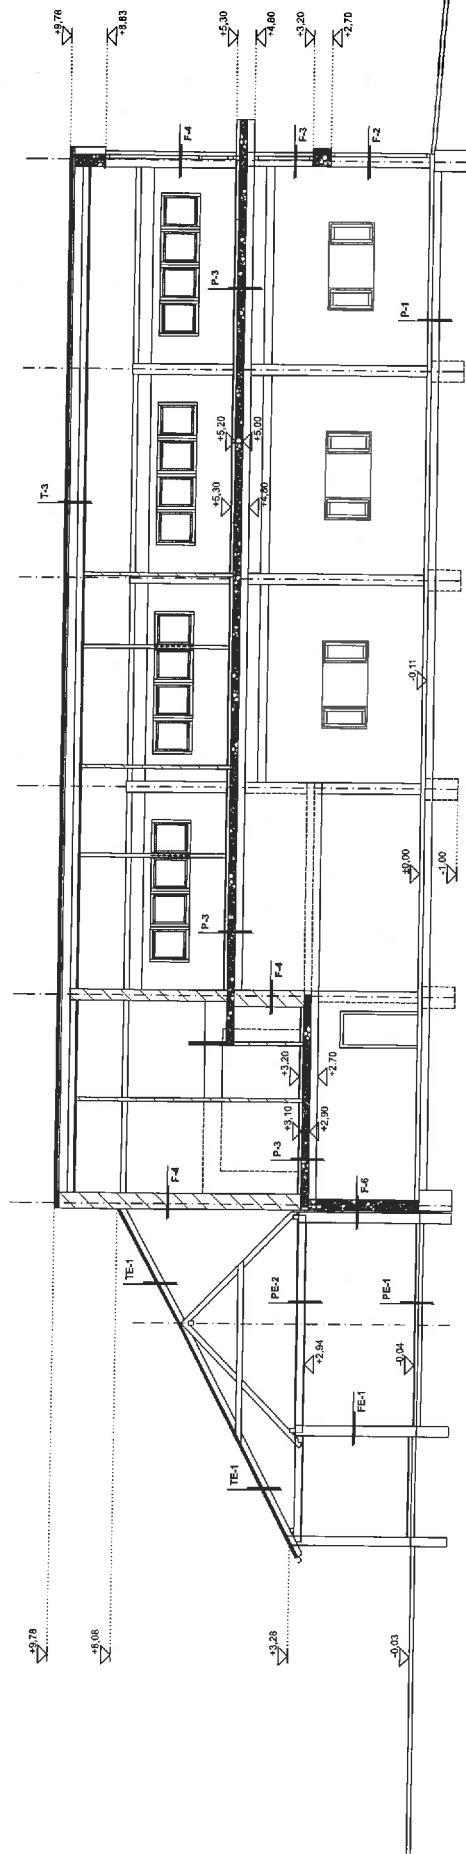 +9,78
+8,83
+5,30
+4,80
+3,20
+2,70
F-4
F-3
F-2
P-3
P-1
T-3
+5,20
+5,00
+5,30
+4,80
-0,11
±0,00
-1,00
P-3
F-4
+3,20
+2,70
+3,10
+2,90
P-3
F-4
F-6
TE-1
PE-2
PE-1
+2,94
-0,04
FE-1
TE-1
+9,78
+8,08
+3,28
-0,03